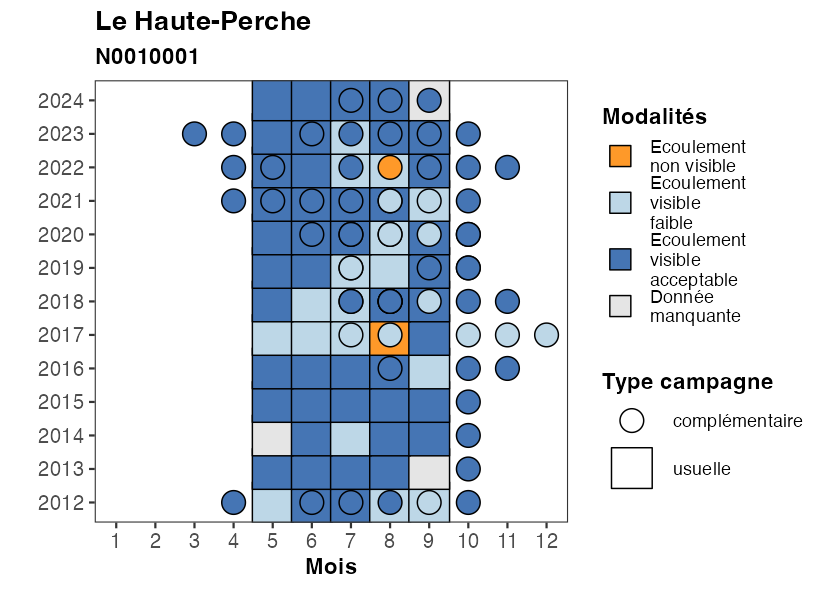 Le Haute-Perche
N0010001
2024
2023
2022
2021
2020
2019
2018
2017
2016
2015
2014
2013
2012
1 2 3 4 5 6 7 8 9 10 11 12
Mois
Modalités
Ecoulement
non visible
Ecoulement
visible
faible
Ecoulement
visible
acceptable
Donnée
manquante
Type campagne
complémentaire
usuelle